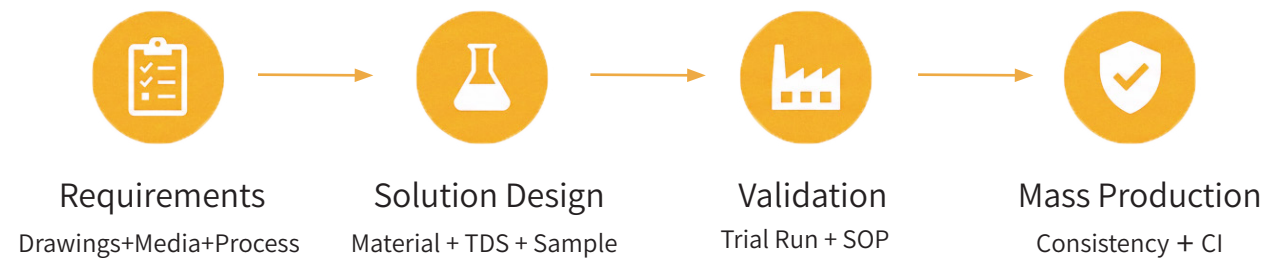 Requirements
Drawings+Media+Process
Solution Design
Material + TDS + Sample
Validation
Trial Run + SOP
Mass Production
Consistency + CI